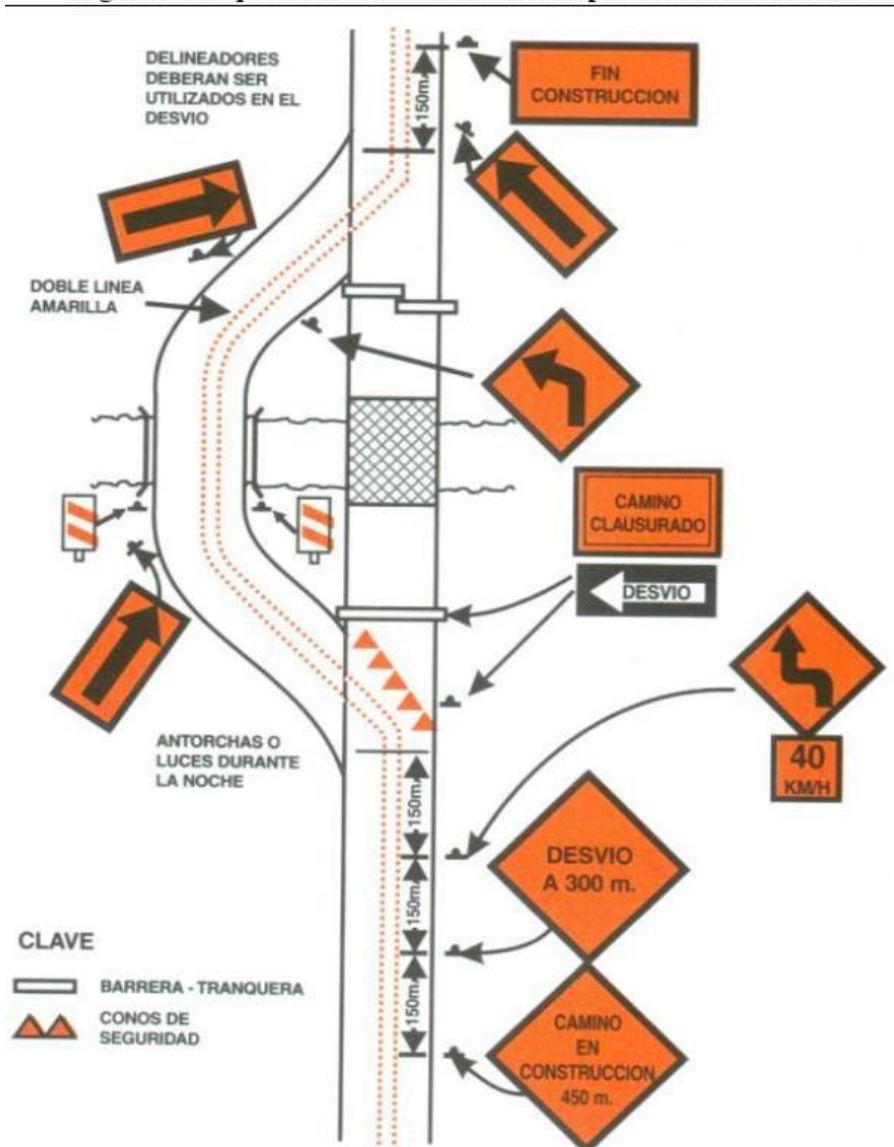 DELINEADORES
DEBERAN SER
UTILIZADOS EN EL
DESVIO
150m.
FIN
CONSTRUCCION
DOBLE LINEA
AMARILLA
CAMINO
CLAUSURADO
DESVIO
40
KM/H
ANTORCHAS O
LUCES DURANTE
LA NOCHE
150m.
DESVIO
A 300 m.
150m.
CLAVE
BARRERA - TRANQUERA
CONOS DE
SEGURIDAD
150m.
CAMINO
EN
CONSTRUCCION
450 m.